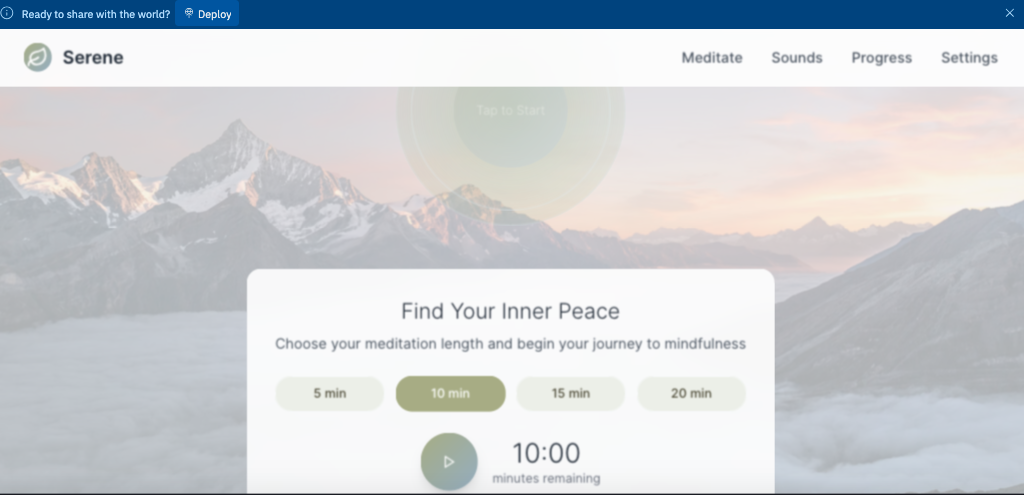 Ready to share with the world? Deploy
Serene Meditate Sounds Progress Settings
Tap to Start
Find Your Inner Peace
Choose your meditation length and begin your journey to mindfulness
5 min 10 min 15 min 20 min
10:00
minutes remaining